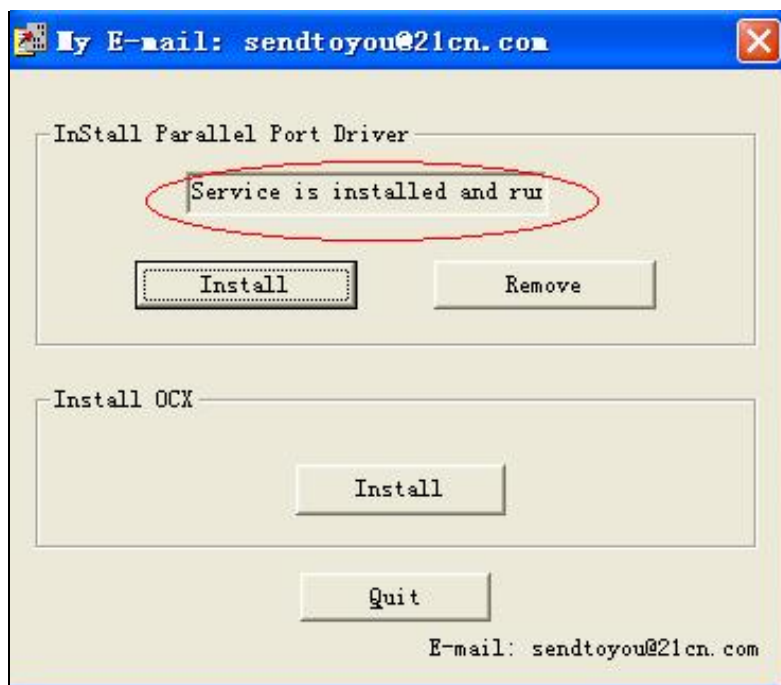 My E-mail: sendtoyou@21cn.com
InStall Parallel Port Driver
Service is installed and
Install
Remove
Install OCX
Install
Quit
E-mail: sendtoyou@21cn.com